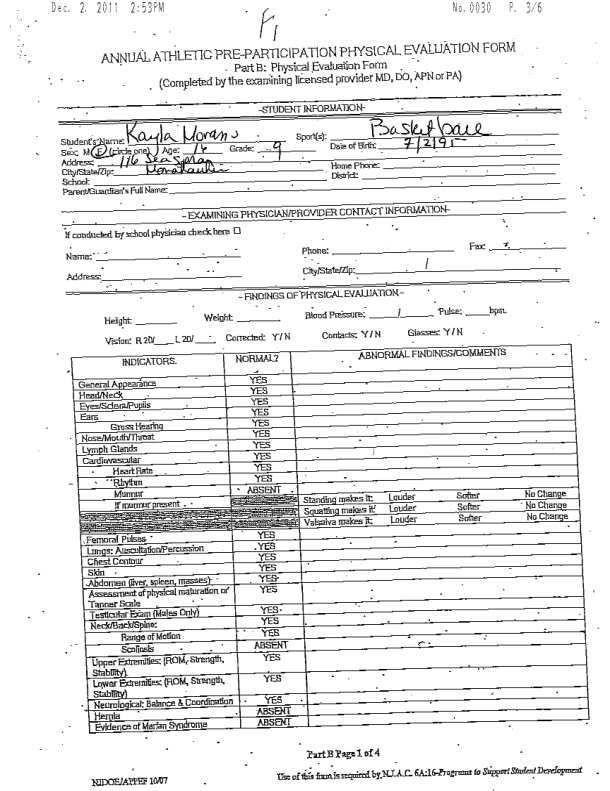 Dec. 2. 2011 2:53PM No. 0030 P. 3/6
ANNUAL ATHLETIC PRE-PARTICIPATION PHYSICAL EVALUATION FORM
Part B: Physical Evaluation Form
(Completed by the examining licensed provider MD, DO, APN or PA)
-STUDENT INFORMATION-
Student's Name: Kayla Sport(s): Basketball
Sex: M F (circle one) Age: 16 Grade: 9 Date of Birth: 7/2/95
Address: 116 Sea Home Phone:
City/State/Zip: District:
School:
Parent/Guardian's Full Name:
- EXAMINING PHYSICIAN/PROVIDER CONTACT INFORMATION-
If conducted by school physician check here ☐
Name: Phone: Fax:
Address: City/State/Zip: /
- FINDINGS OF PHYSICAL EVALUATION -
Height: Weight: Blood Pressure: / Pulse: bpm.
Vision: R 20/ L 20/ Corrected: Y / N Contacts: Y / N Glasses: Y / N
INDICATORS NORMAL? ABNORMAL FINDINGS/COMMENTS
General Appearance YES
Head/Neck YES
Eyes/Sclera/Pupils YES
Ears YES
Gross Hearing YES
Nose/Mouth/Throat YES
Lymph Glands YES
Cardiovascular YES
Heart Rate YES
Rhythm YES
Murmur ABSENT
If murmur present Standing makes it: Louder Softer No Change
Squatting makes it: Louder Softer No Change
Valsalva makes it: Louder Softer No Change
Femoral Pulses YES
Lungs: Auscultation/Percussion YES
Chest Contour YES
Skin YES
Abdomen (liver, spleen, masses) YES
Assessment of physical maturation or YES
Tanner Scale
Testicular Exam (Males Only) YES
Neck/Back/Spine: YES
Range of Motion YES
Scoliosis ABSENT
Upper Extremities: (ROM, Strength, YES
Stability)
Lower Extremities: (ROM, Strength, YES
Stability)
Neurological: Balance & Coordination YES
Hernia ABSENT
Evidence of Marfan Syndrome ABSENT
Part B Page 1 of 4
NJDOE/APPEF 10/07 Use of this form is required by N.J.A.C. 6A:16-Programs to Support Student Development